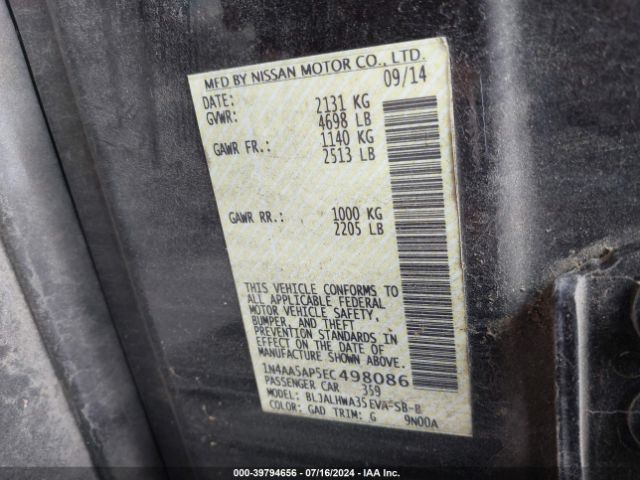 MFD BY NISSAN MOTOR CO., LTD.
DATE: 09/14
GVWR: 2131 KG
4698 LB
GAWR FR.: 1140 KG
2513 LB
GAWR RR.: 1000 KG
2205 LB
THIS VEHICLE CONFORMS TO
ALL APPLICABLE FEDERAL
MOTOR VEHICLE SAFETY,
BUMPER, AND THEFT
PREVENTION STANDARDS IN
EFFECT ON THE DATE OF
MANUFACTURE SHOWN ABOVE.
1N4AA5AP5EC498086
PASSENGER CAR 359
MODEL: BLJALHWA35EVA-SB-B
COLOR: GAD TRIM: G 9N00A
000-39794656 / 07/16/2024 - IAA Inc.